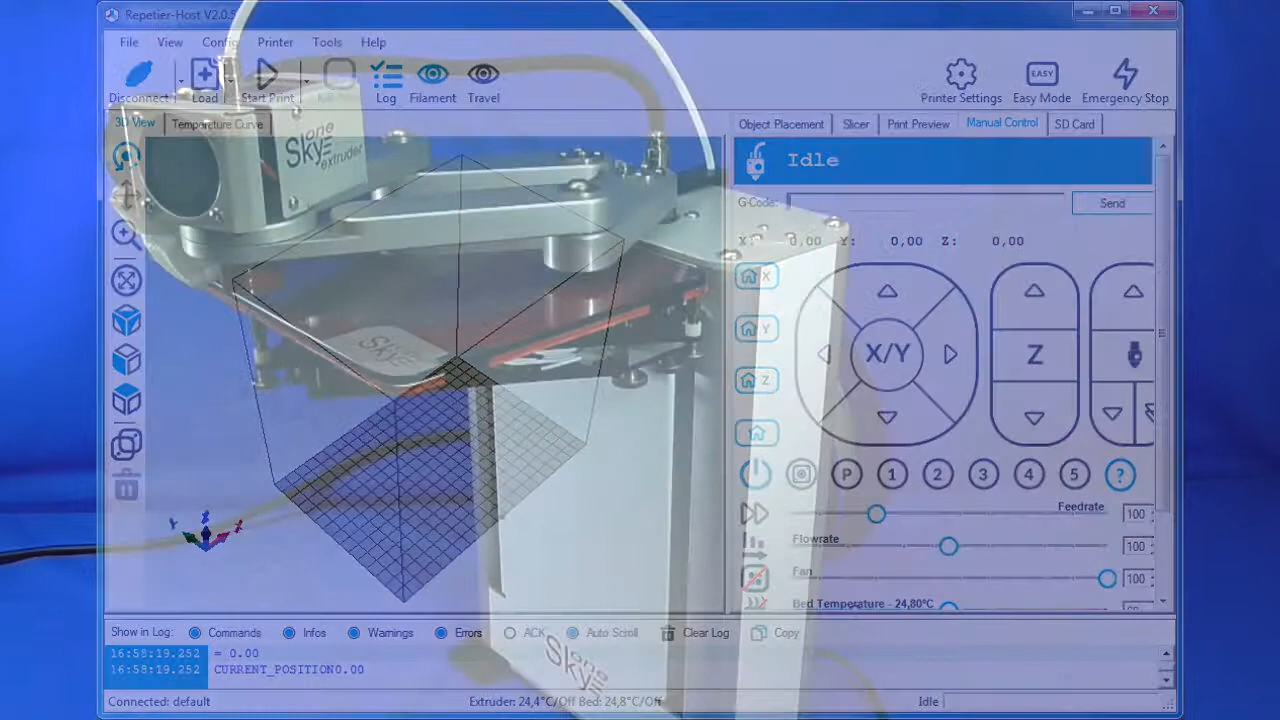 Repetier-Host V2.0.5
File View Config Printer Tools Help
Disconnect Load Start Print Log Filament Travel Printer Settings Easy Mode Emergency Stop
EASY
3D View Temperature Curve Object Placement Slicer Print Preview Manual Control SD Card
one
Skye
extruder
Idle
G-Code: Send
X: 0,00 Y: 0,00 Z: 0,00
X
Y
Z
X/Y Z
Skye
P 1 2 3 4 5 ?
Feedrate 100
Flowrate 100
Fan 100
Bed Temperature - 24,80°C
Y Z X
Show in Log: Commands Infos Warnings Errors ACK Auto Scroll Clear Log Copy
16:58:19.252 = 0.00
16:58:19.252 CURRENT_POSITION0.00
one
Skye
Connected: default Extruder: 24,4°C/Off Bed: 24,8°C/Off Idle